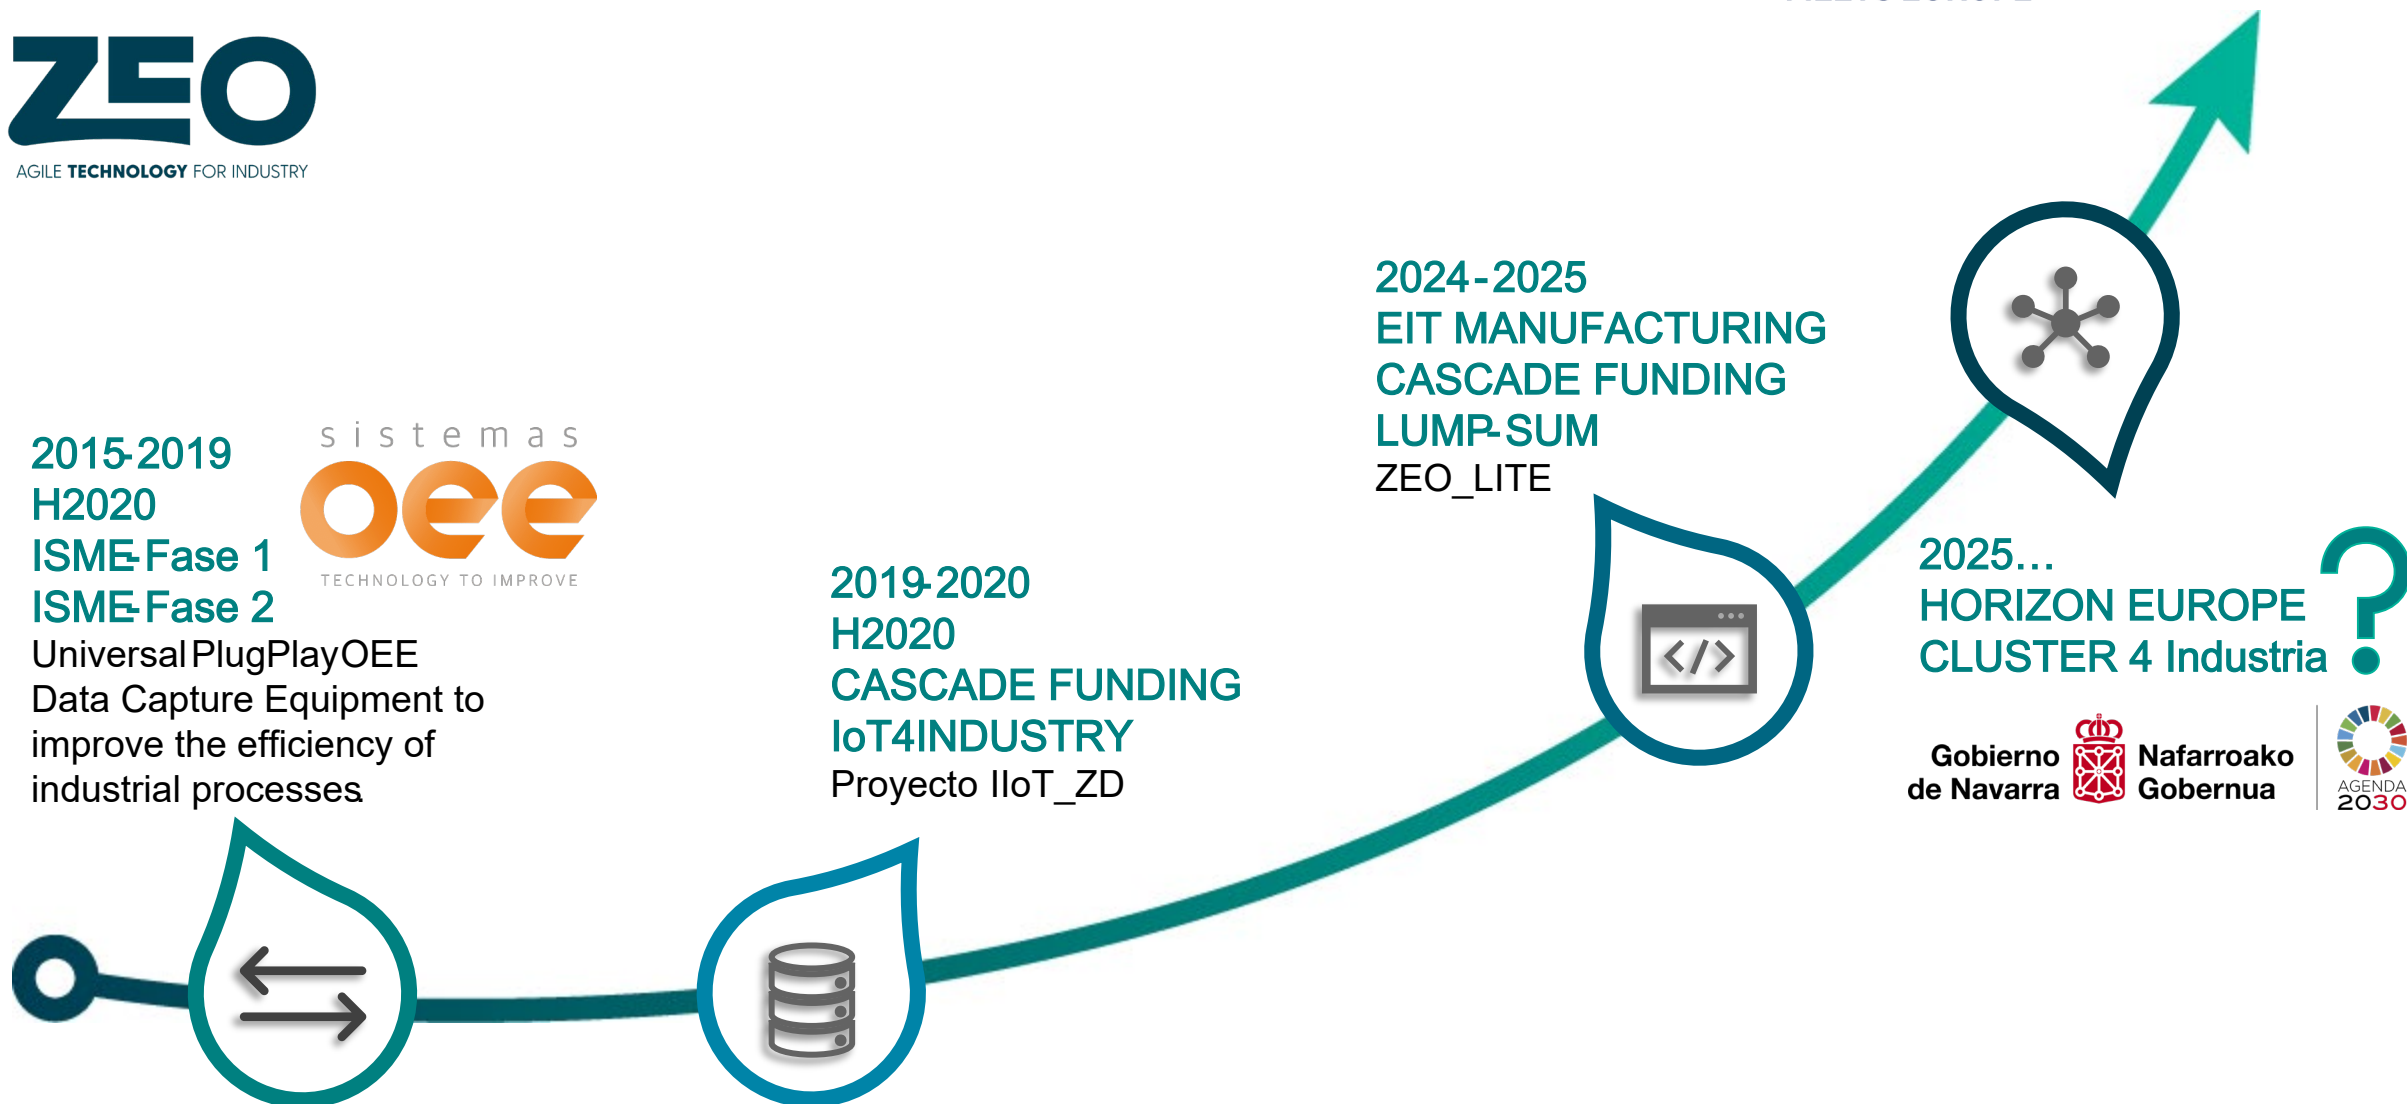 ZEO
AGILE TECHNOLOGY FOR INDUSTRY
2015-2019
H2020
ISME-Fase 1
ISME-Fase 2
Universal PlugPlayOEE
Data Capture Equipment to
improve the efficiency of
industrial processes.
sistemas
oee
TECHNOLOGY TO IMPROVE
2019-2020
H2020
CASCADE FUNDING
IoT4INDUSTRY
Proyecto IIoT_ZD
2024-2025
EIT MANUFACTURING
CASCADE FUNDING
LUMP-SUM
ZEO_LITE
</>
2025...
HORIZON EUROPE
CLUSTER 4 Industria
?
Gobierno
de Navarra
Nafarroako
Gobernua
AGENDA
2030